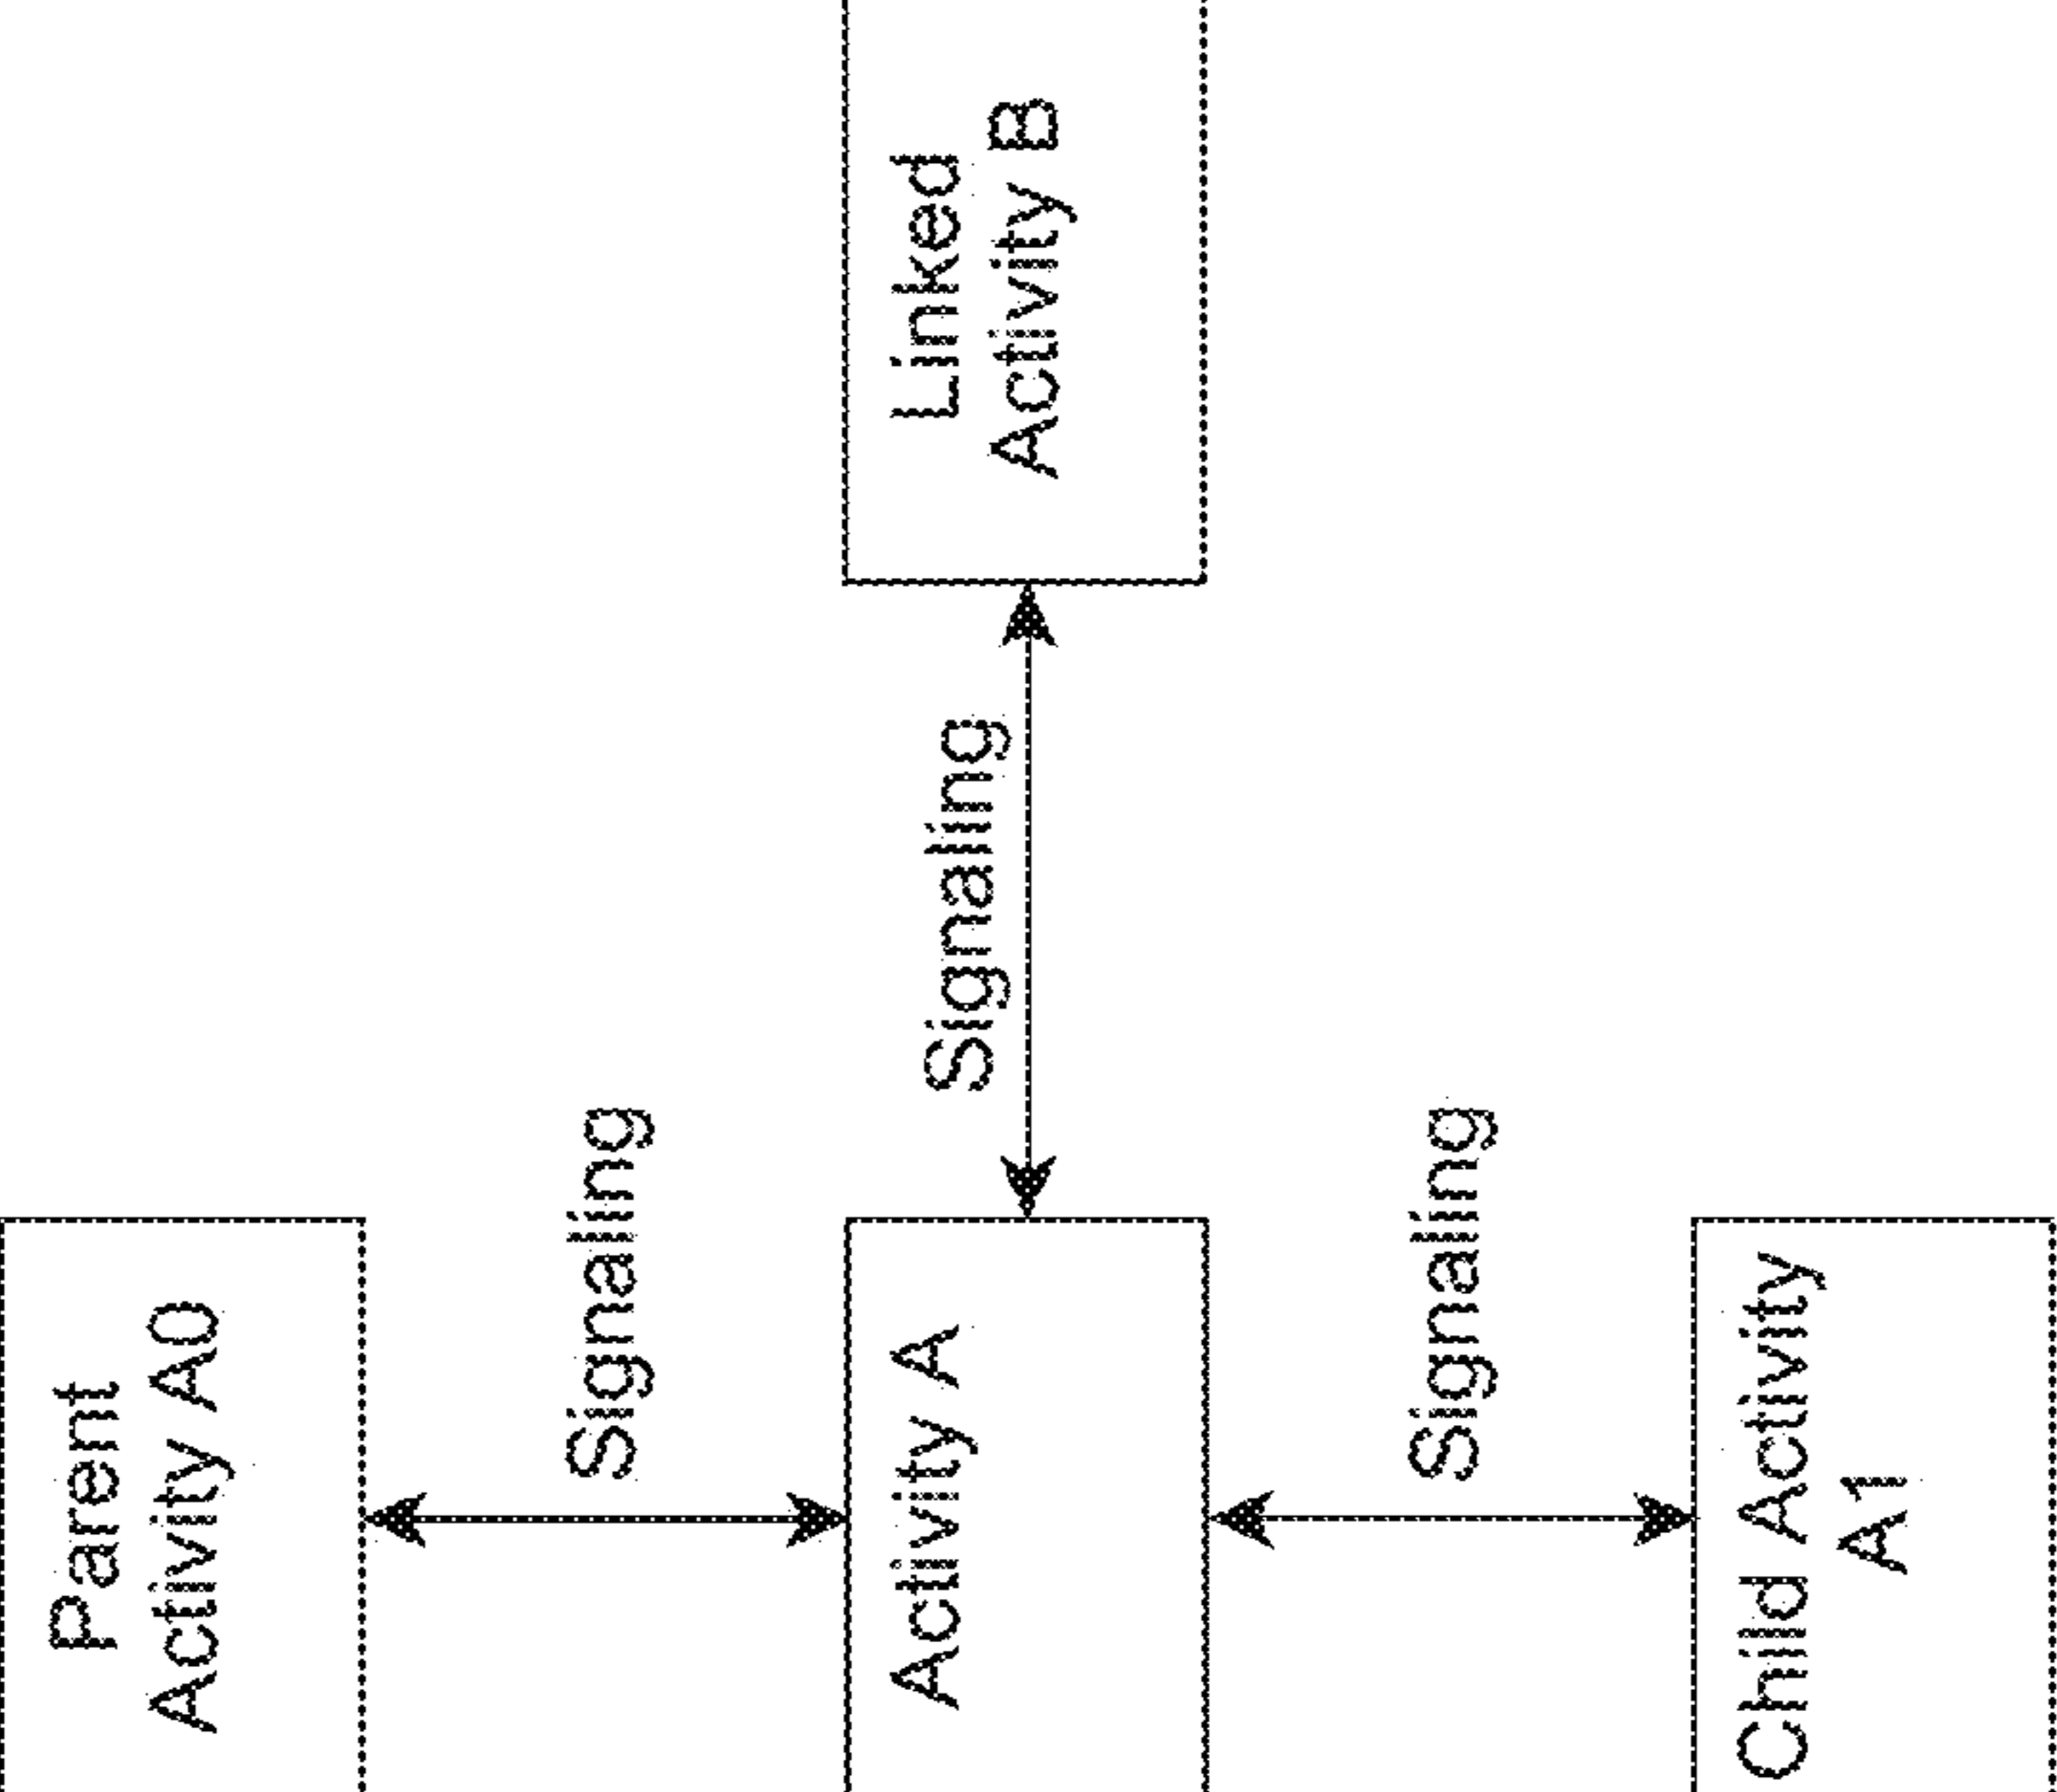 Parent
Activity A0
Signaling
Activity A
Signaling
Linked
Activity B
Signaling
Child Activity
A1